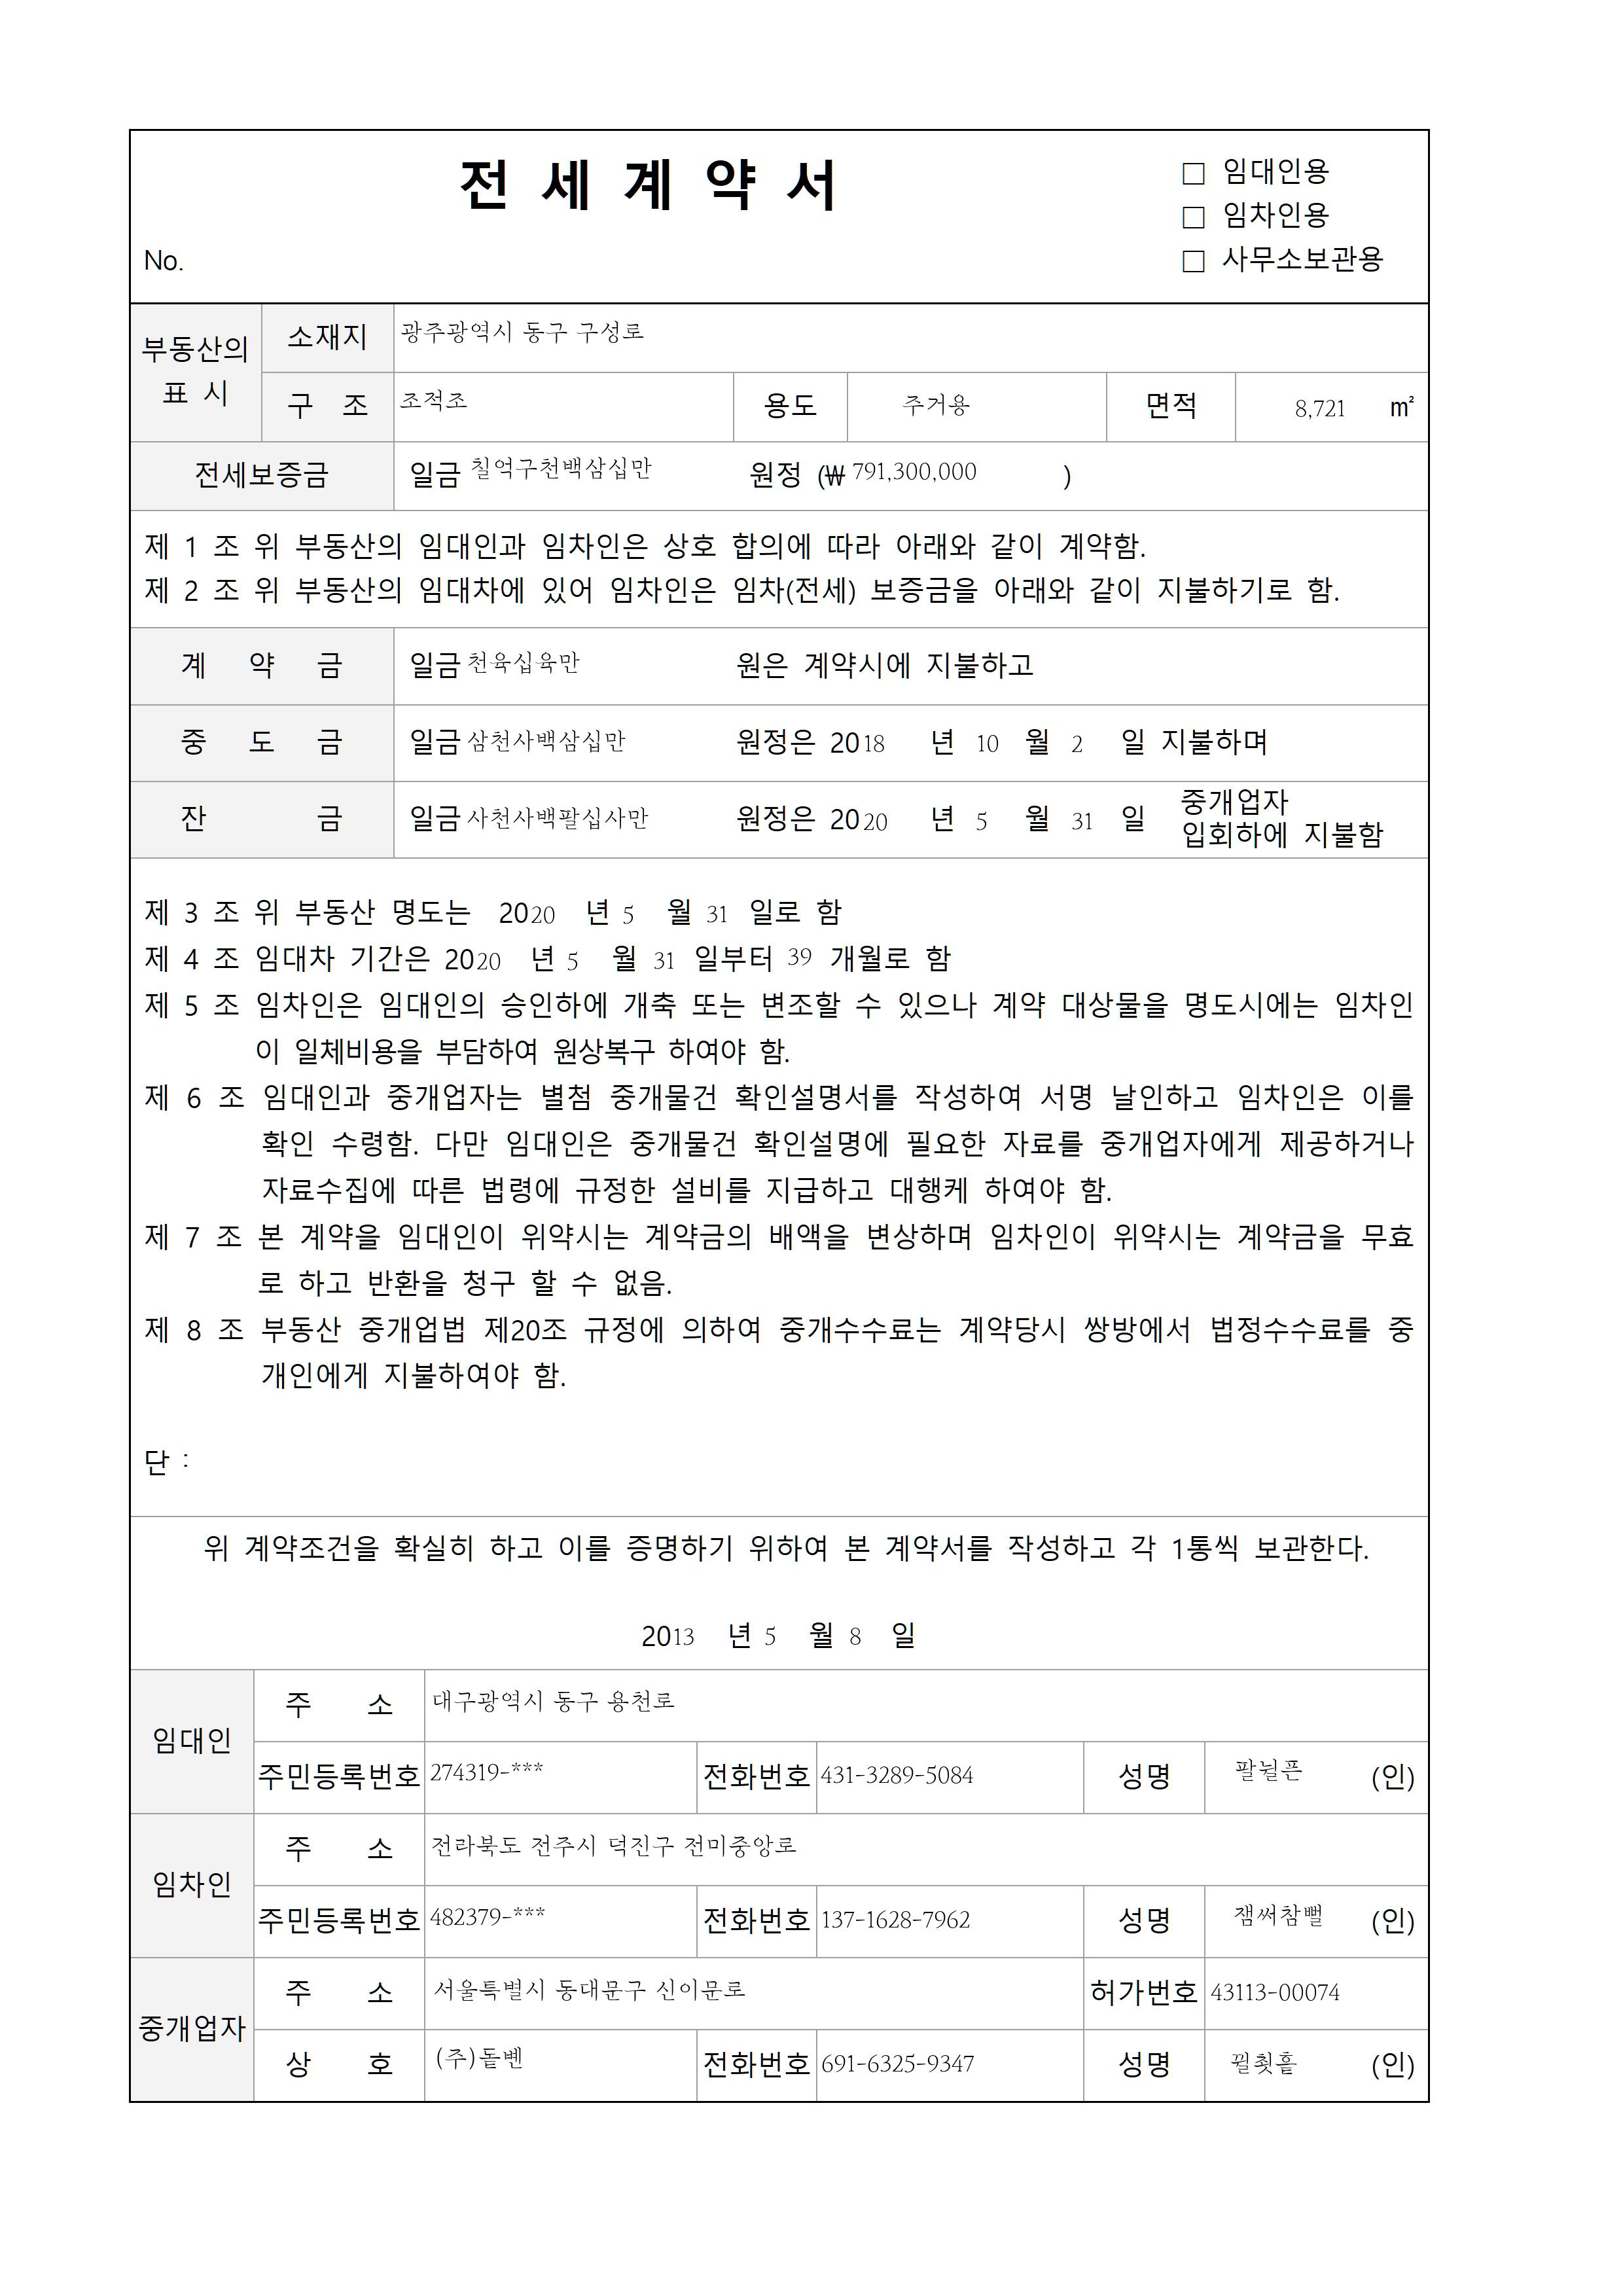 전 세 계 약 서
□ 임대인용
□ 임차인용
□ 사무소보관용
No.
부동산의 표 시
소재지 광주광역시 동구 구성로
구 조 조적조 용도 주거용 면적 8,721 ㎡
전세보증금 일금 칠억구천백삼십만 원정 (₩ 791,300,000 )
제 1 조 위 부동산의 임대인과 임차인은 상호 합의에 따라 아래와 같이 계약함.
제 2 조 위 부동산의 임대차에 있어 임차인은 임차(전세) 보증금을 아래와 같이 지불하기로 함.
계 약 금 일금 천육십육만 원은 계약시에 지불하고
중 도 금 일금 삼천사백삼십만 원정은 2018 년 10 월 2 일 지불하며
잔 금 일금 사천사백팔십사만 원정은 2020 년 5 월 31 일 중개업자
입회하에 지불함
제 3 조 위 부동산 명도는 2020 년 5 월 31 일로 함
제 4 조 임대차 기간은 2020 년 5 월 31 일부터 39 개월로 함
제 5 조 임차인은 임대인의 승인하에 개축 또는 변조할 수 있으나 계약 대상물을 명도시에는 임차인
이 일체비용을 부담하여 원상복구 하여야 함.
제 6 조 임대인과 중개업자는 별첨 중개물건 확인설명서를 작성하여 서명 날인하고 임차인은 이를
확인 수령함. 다만 임대인은 중개물건 확인설명에 필요한 자료를 중개업자에게 제공하거나
자료수집에 따른 법령에 규정한 설비를 지급하고 대행케 하여야 함.
제 7 조 본 계약을 임대인이 위약시는 계약금의 배액을 변상하며 임차인이 위약시는 계약금을 무효
로 하고 반환을 청구 할 수 없음.
제 8 조 부동산 중개업법 제20조 규정에 의하여 중개수수료는 계약당시 쌍방에서 법정수수료를 중
개인에게 지불하여야 함.
단 :
위 계약조건을 확실히 하고 이를 증명하기 위하여 본 계약서를 작성하고 각 1통씩 보관한다.
2013 년 5 월 8 일
임대인
주 소 대구광역시 동구 용천로
주민등록번호 274319-*** 전화번호 431-3289-5084 성명 팔뉠픈 (인)
임차인
주 소 전라북도 전주시 덕진구 전미중앙로
주민등록번호 482379-*** 전화번호 137-1628-7962 성명 잼써참뻘 (인)
중개업자
주 소 서울특별시 동대문구 신이문로 허가번호 43113-00074
상 호 (주)돝볜 전화번호 691-6325-9347 성명 뀔쵯흩 (인)